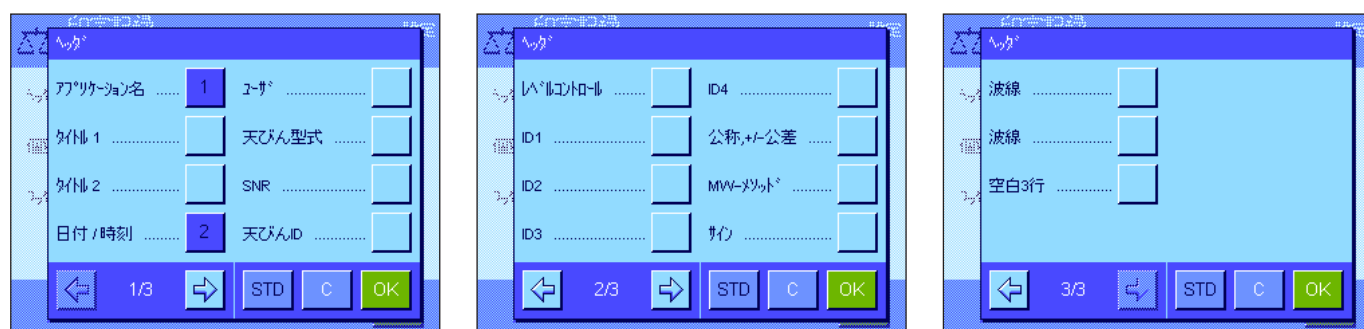 ヘッダ
アプリケーション名 ...... 1 ユーザ ....................
タイトル 1 ................. 天びん型式 .......
タイトル 2 ................. SNR ......................
日付 / 時刻 ......... 2 天びんID .............
1/3 STD C OK
ヘッダ
レベルコントロール ........ ID4 ......................
ID1 ......................... 公称,+/-公差 ......
ID2 ........................ MW-メソッド .........
ID3 ........................ サイン ......................
2/3 STD C OK
ヘッダ
波線 ....................
波線 ....................
空白3行 ..............
3/3 STD C OK